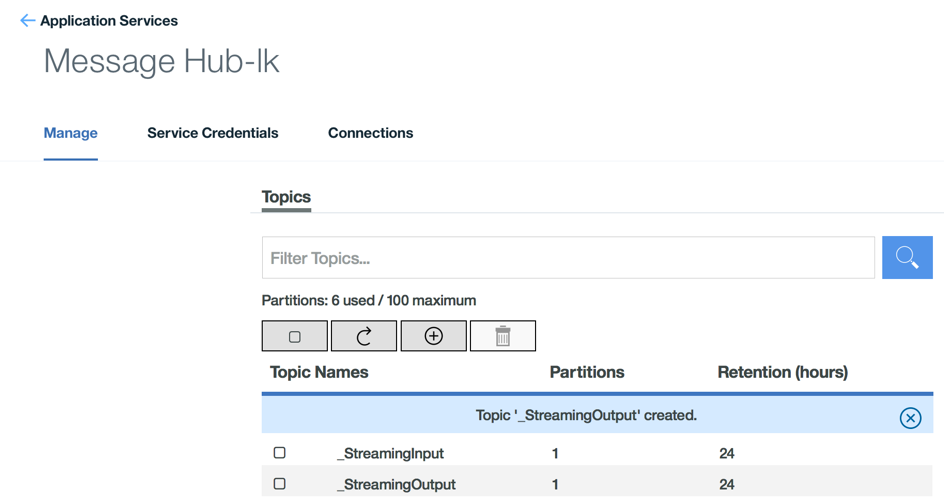 Application Services
Message Hub-lk
Manage Service Credentials Connections
Topics
Filter Topics...
Partitions: 6 used / 100 maximum
Topic Names Partitions Retention (hours)
Topic '_StreamingOutput' created.
_StreamingInput 1 24
_StreamingOutput 1 24